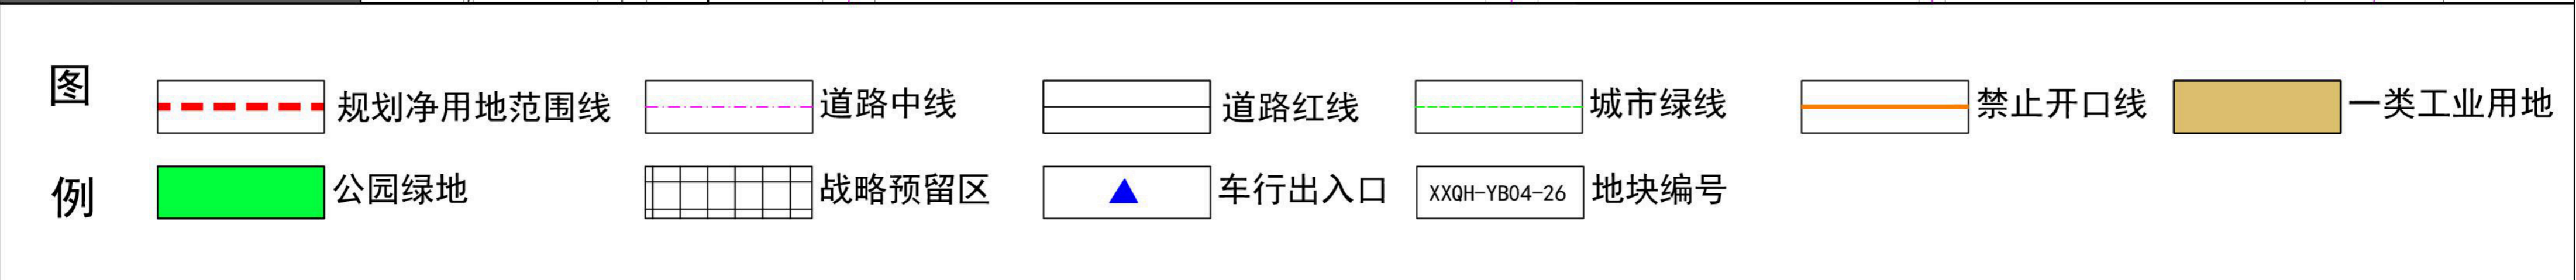 图例
规划净用地范围线
道路中线
道路红线
城市绿线
禁止开口线
一类工业用地
公园绿地
战略预留区
车行出入口
XXQH-YB04-26
地块编号